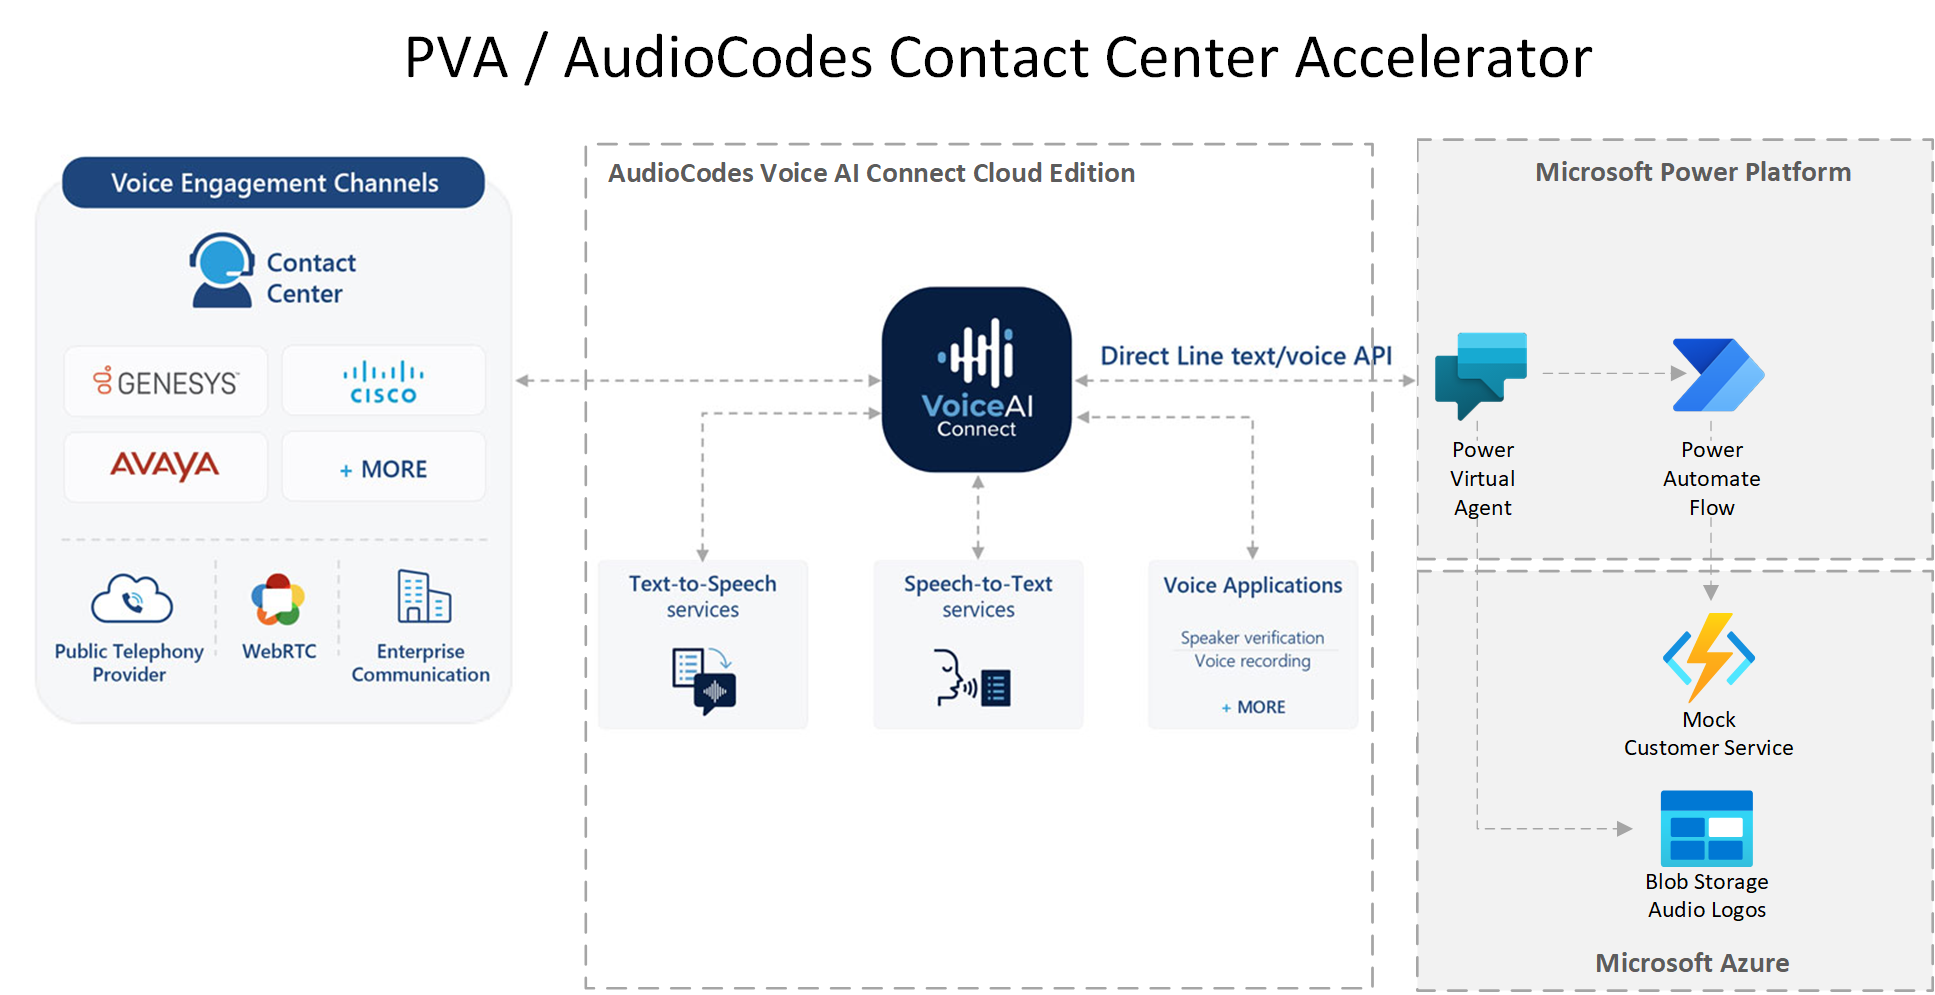 PVA / AudioCodes Contact Center Accelerator
Voice Engagement Channels
Contact
Center
GENESYS™
CISCO
AVAYA
+ MORE
Public Telephony
Provider
WebRTC
Enterprise
Communication
AudioCodes Voice AI Connect Cloud Edition
VoiceAI
Connect
Direct Line text/voice API
Text-to-Speech
services
Speech-to-Text
services
Voice Applications
Speaker verification
Voice recording
+ MORE
Microsoft Power Platform
Power
Virtual
Agent
Power
Automate
Flow
Mock
Customer Service
Blob Storage
Audio Logos
Microsoft Azure